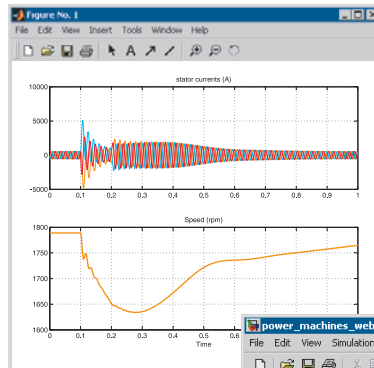 Figure No. 1
File Edit View Insert Tools Window Help
A
stator currents (A)
10000
5000
0
-5000
0 0.1 0.2 0.3 0.4 0.5 0.6 0.7 0.8 0.9 1
Speed (rpm)
1800
1750
1700
1650
1600
0 0.1 0.2 0.3 0.4 0.5 0.6
Time
power_machines_web
File Edit View Simulation